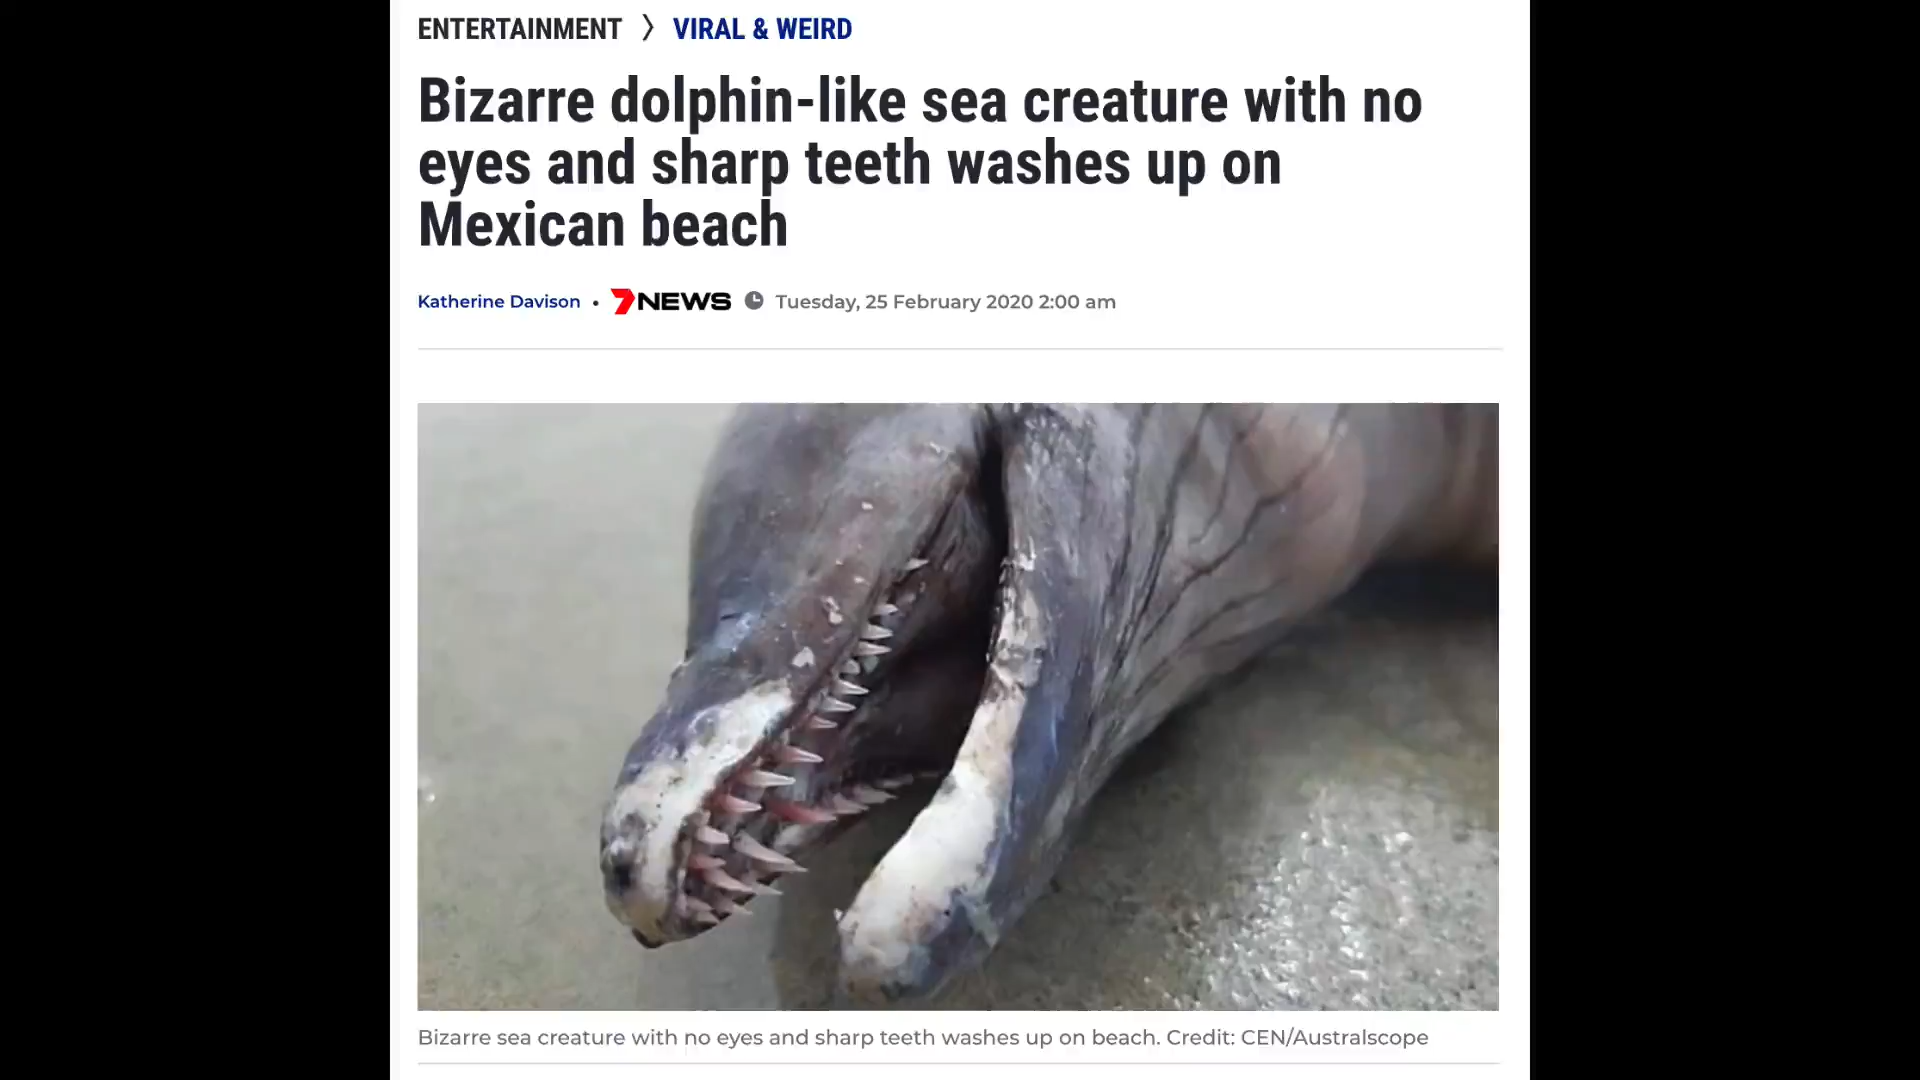 ENTERTAINMENT > VIRAL & WEIRD
Bizarre dolphin-like sea creature with no
eyes and sharp teeth washes up on
Mexican beach
Katherine Davison • 7NEWS Tuesday, 25 February 2020 2:00 am
Bizarre sea creature with no eyes and sharp teeth washes up on beach. Credit: CEN/Australscope